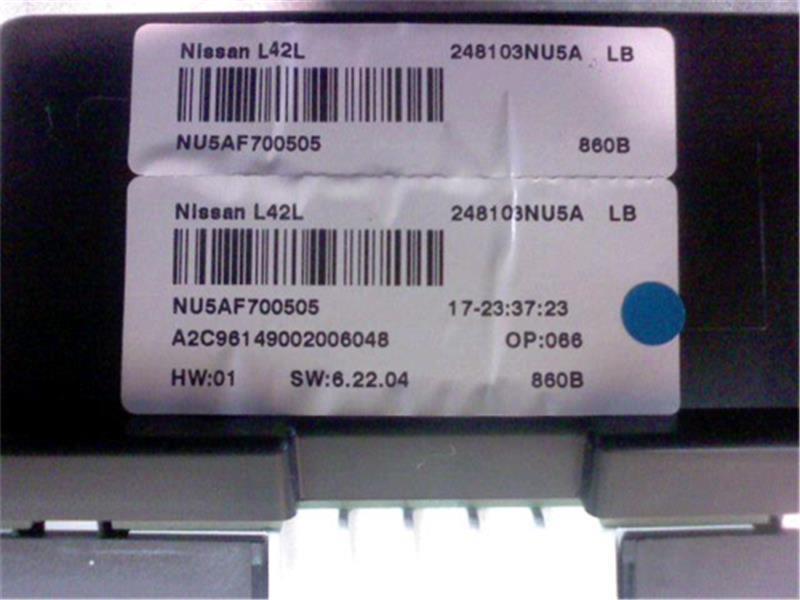 Nissan L42L 248103NU5A LB
NU5AF700505 860B
Nissan L42L 248103NU5A LB
NU5AF700505 17-23:37:23
A2C96149002006048 OP:066
HW:01 SW:6.22.04 860B